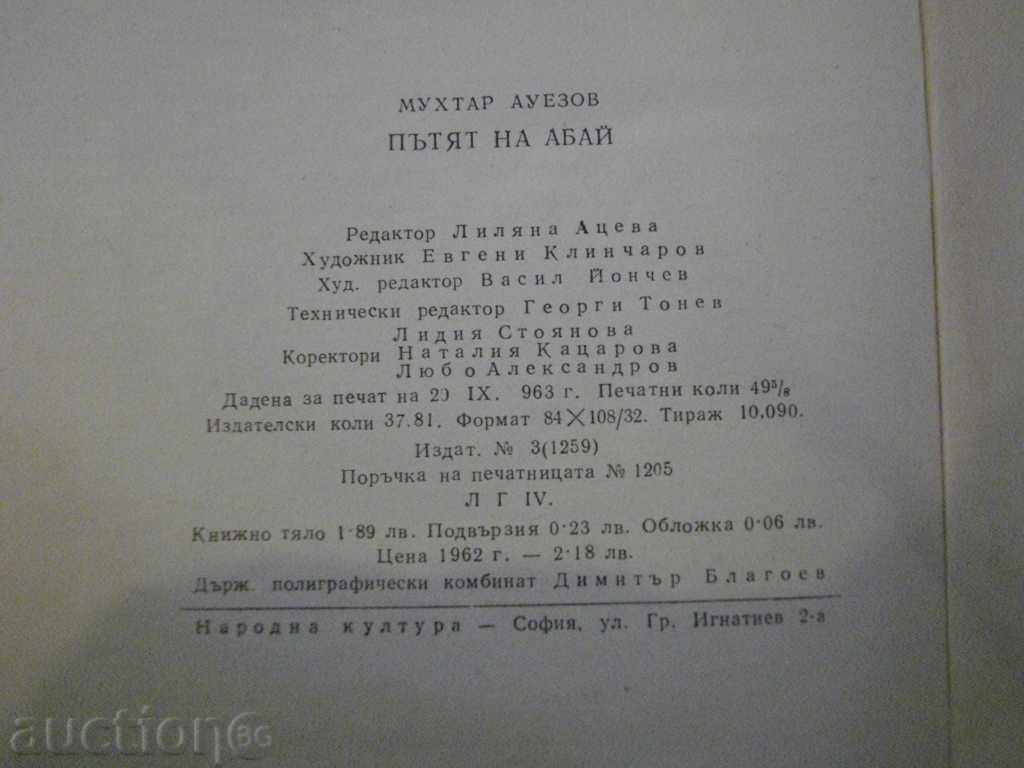 МУХТАР АУЕЗОВ
ПЪТЯТ НА АБАЙ
Редактор Лиляна Ацева
Художник Евгени Клинчаров
Худ. редактор Васил Йончев
Технически редактор Георги Тонев
Лидия Стоянова
Коректори Наталия Кацарова
Любо Александров
Дадена за печат на 20 IX. 963 г. Печатни коли 49⁵/₈
Издателски коли 37.81. Формат 84×108/32. Тираж 10.090.
Издат. № 3(1259)
Поръчка на печатницата № 1205
ЛГ IV.
Книжно тяло 1·89 лв. Подвързия 0·23 лв. Обложка 0·06 лв.
Цена 1962 г. — 2·18 лв.
Държ. полиграфически комбинат Димитър Благоев
Народна култура — София, ул. Гр. Игнатиев 2-а
auctionBG